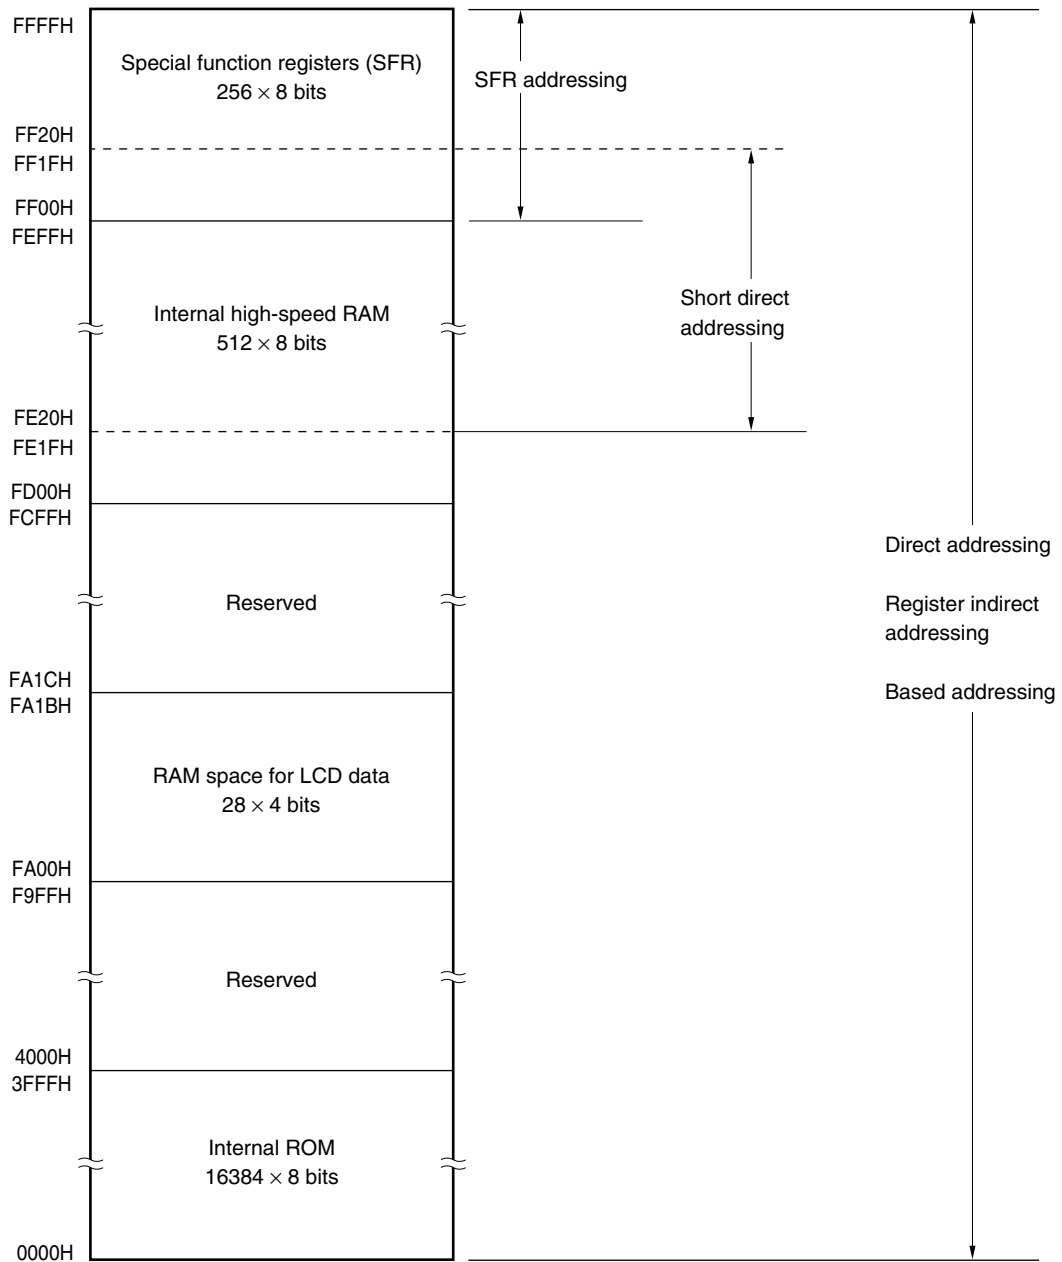 FFFFH
Special function registers (SFR)
256 × 8 bits
SFR addressing
FF20H
FF1FH
FF00H
FEFFH
Internal high-speed RAM
512 × 8 bits
Short direct
addressing
FE20H
FE1FH
FD00H
FCFFH
Direct addressing
Reserved
Register indirect
addressing
FA1CH
FA1BH
Based addressing
RAM space for LCD data
28 × 4 bits
FA00H
F9FFH
Reserved
4000H
3FFFH
Internal ROM
16384 × 8 bits
0000H